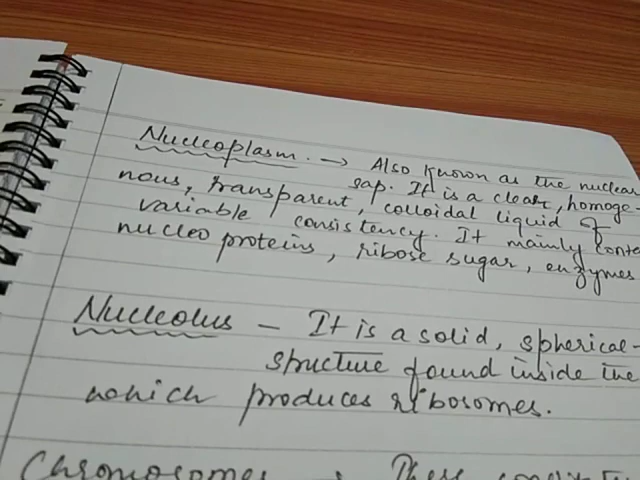 Nucleoplasm. → Also known as the nuclear
sap. It is a clear, homoge-
nous, transparent, colloidal liquid of
variable consistency. It mainly conta
nucleo proteins, ribose sugar, enzymes
Nucleolus – It is a solid, spherical-
structure found inside the
which produces ribosomes.
Chromosomes → These